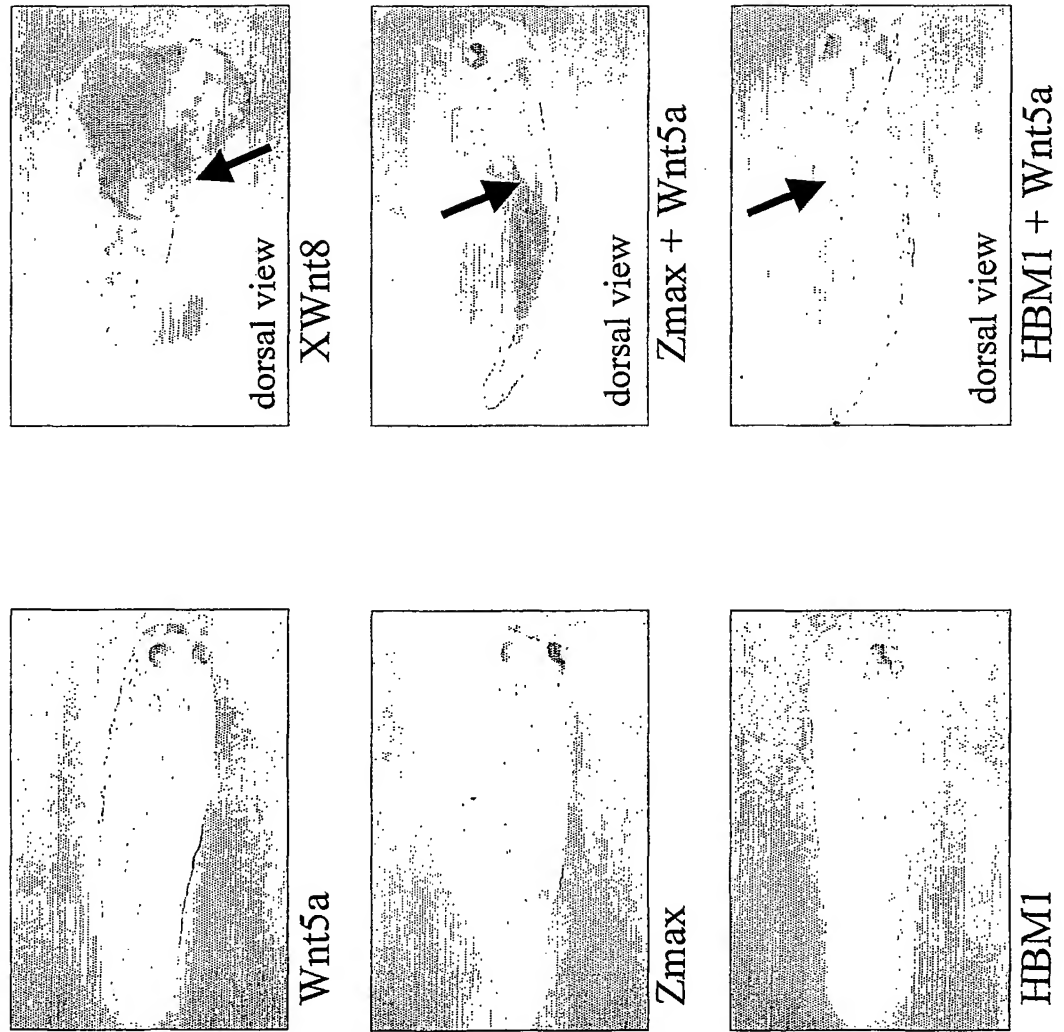 dorsal view
Wnt5a
XWnt8
dorsal view
Zmax
Zmax + Wnt5a
dorsal view
HBM1
HBM1 + Wnt5a